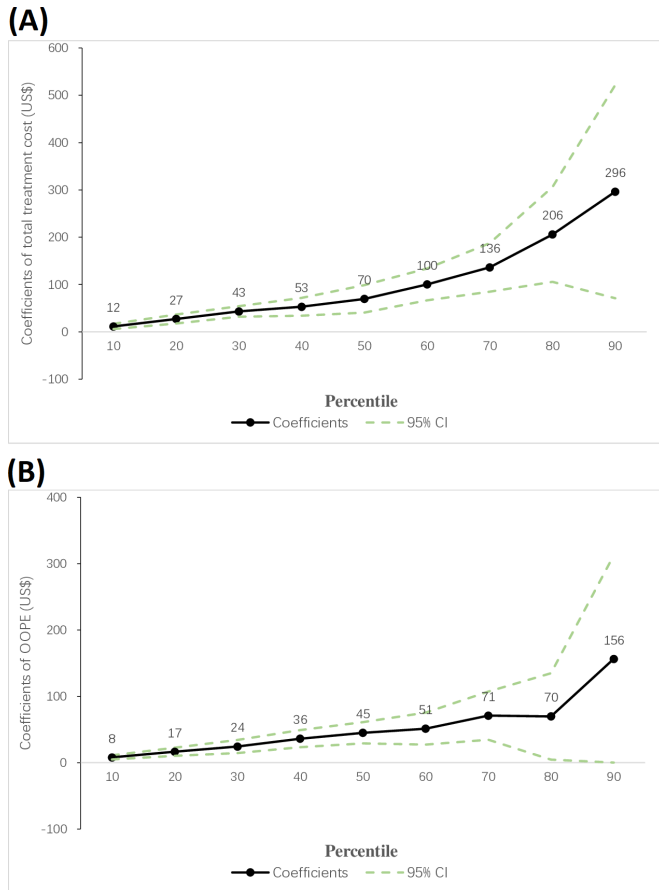 (A)
600
500
400
300
200
100
0
-100
Coefficients of total treatment cost (US$)
12 27 43 53 70 100 136 206 296
10 20 30 40 50 60 70 80 90
Percentile
Coefficients 95% CI
(B)
400
300
200
100
0
-100
Coefficients of OOPE (US$)
8 17 24 36 45 51 71 70 156
10 20 30 40 50 60 70 80 90
Percentile
Coefficients 95% CI